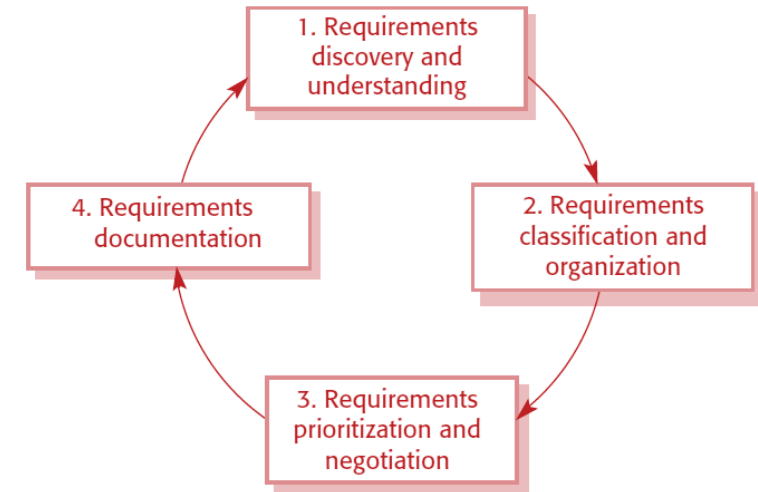 1. Requirements
discovery and
understanding
2. Requirements
classification and
organization
3. Requirements
prioritization and
negotiation
4. Requirements
documentation